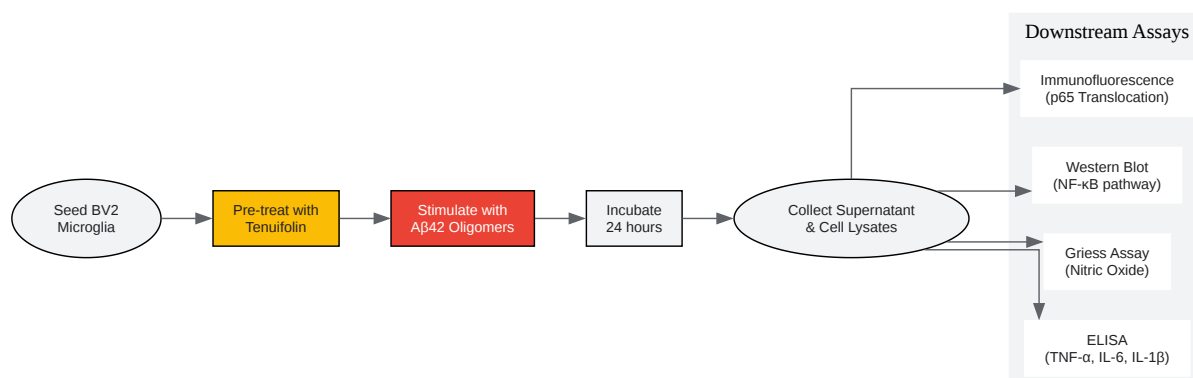 Downstream Assays
Immunofluorescence
(p65 Translocation)
Western Blot
(NF-κB pathway)
Seed BV2
Microglia
Pre-treat with
Tenuifolin
Stimulate with
Aβ42 Oligomers
Incubate
24 hours
Collect Supernatant
& Cell Lysates
Griess Assay
(Nitric Oxide)
ELISA
(TNF-α, IL-6, IL-1β)